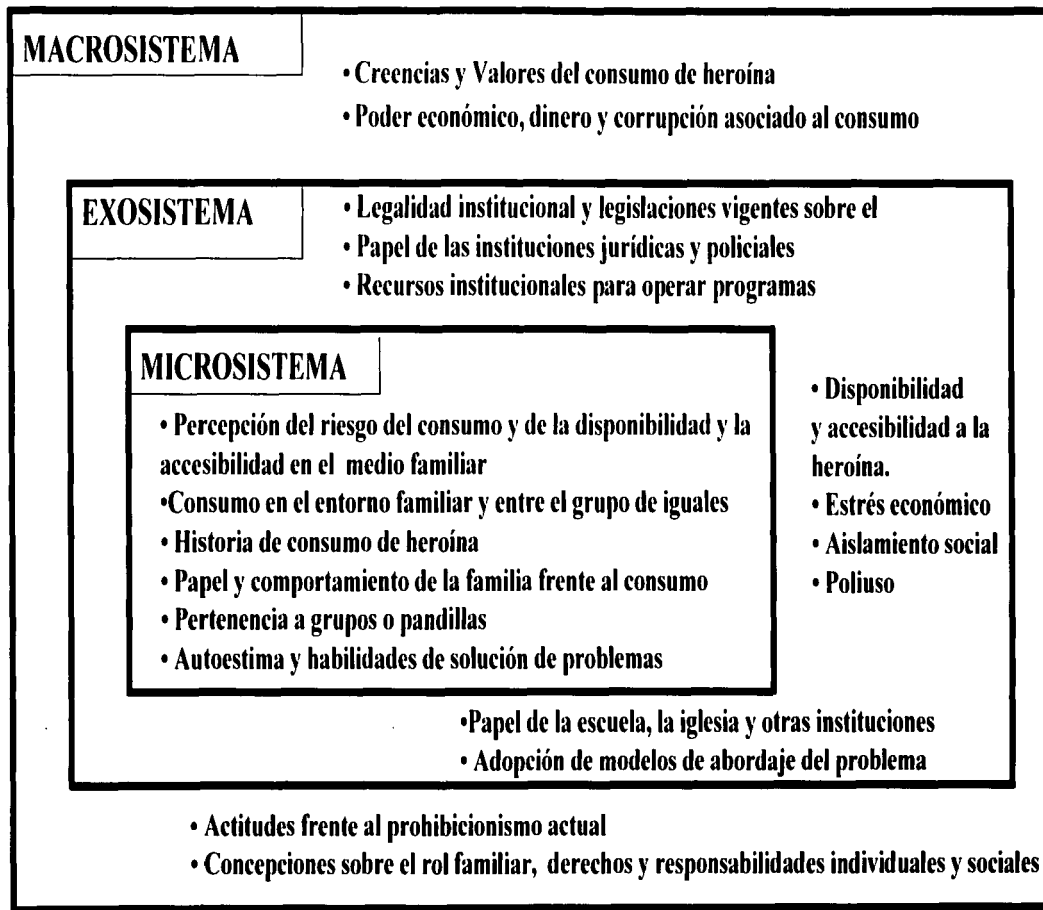 MACROSISTEMA
• Creencias y Valores del consumo de heroína
• Poder económico, dinero y corrupción asociado al consumo
EXOSISTEMA
• Legalidad institucional y legislaciones vigentes sobre el
• Papel de las instituciones jurídicas y policiales
• Recursos institucionales para operar programas
MICROSISTEMA
• Percepción del riesgo del consumo y de la disponibilidad y la
accesibilidad en el medio familiar
•Consumo en el entorno familiar y entre el grupo de iguales
• Historia de consumo de heroína
• Papel y comportamiento de la familia frente al consumo
• Pertenencia a grupos o pandillas
• Autoestima y habilidades de solución de problemas
• Disponibilidad
y accesibilidad a la
heroína.
• Estrés económico
• Aislamiento social
• Poliuso
•Papel de la escuela, la iglesia y otras instituciones
• Adopción de modelos de abordaje del problema
• Actitudes frente al prohibicionismo actual
• Concepciones sobre el rol familiar, derechos y responsabilidades individuales y sociales